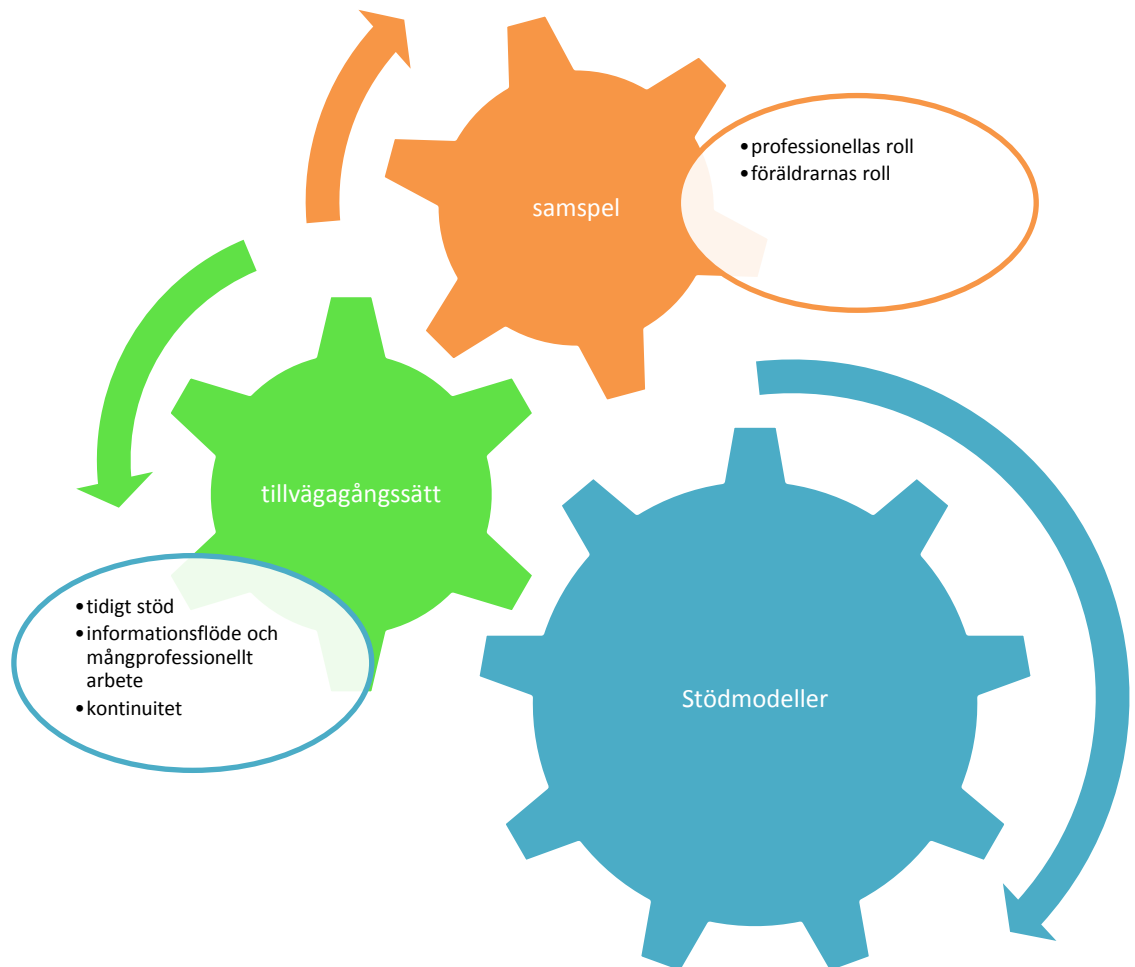 •professionellas roll
•föräldrarnas roll
samspel
tillvägagångssätt
•tidigt stöd
•informationsflöde och
mångprofessionellt
arbete
•kontinuitet
Stödmodeller